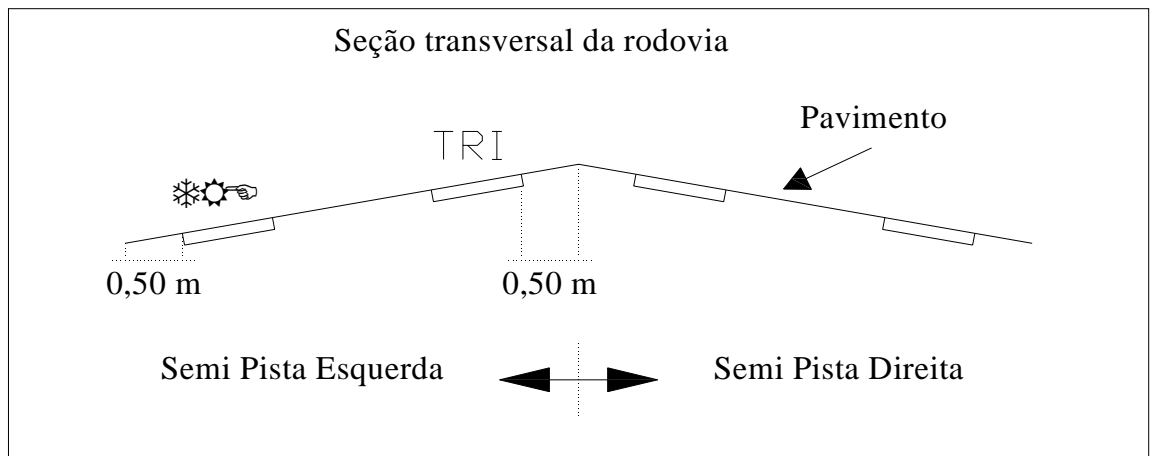 Seção transversal da rodovia
Pavimento
TRI
❄☼☜
0,50 m
0,50 m
Semi Pista Esquerda
Semi Pista Direita